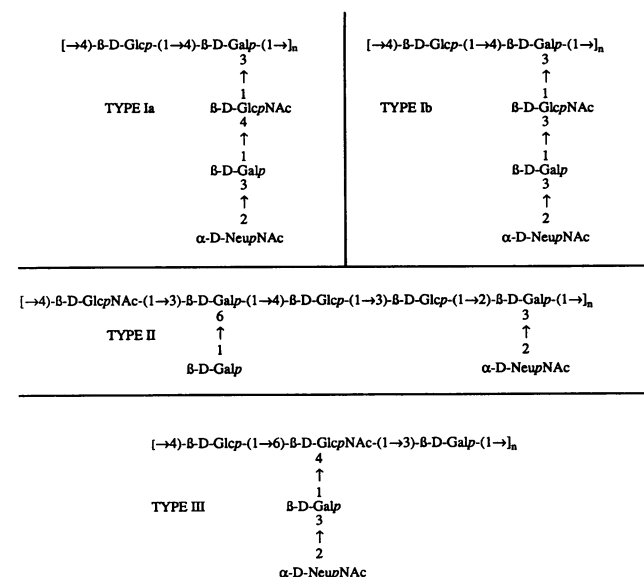 [→4)-ß-D-Glcp-(1→4)-ß-D-Galp-(1→]n
3
↑
1
TYPE Ia ß-D-GlcpNAc
4
↑
1
ß-D-Galp
3
↑
2
α-D-NeupNAc
[→4)-ß-D-Glcp-(1→4)-ß-D-Galp-(1→]n
3
↑
1
TYPE Ib ß-D-GlcpNAc
3
↑
1
ß-D-Galp
3
↑
2
α-D-NeupNAc
[→4)-ß-D-GlcpNAc-(1→3)-ß-D-Galp-(1→4)-ß-D-Glcp-(1→3)-ß-D-Glcp-(1→2)-ß-D-Galp-(1→]n
6 3
TYPE II ↑ ↑
1 2
ß-D-Galp α-D-NeupNAc
[→4)-ß-D-Glcp-(1→6)-ß-D-GlcpNAc-(1→3)-ß-D-Galp-(1→]n
4
↑
1
TYPE III ß-D-Galp
3
↑
2
α-D-NeupNAc